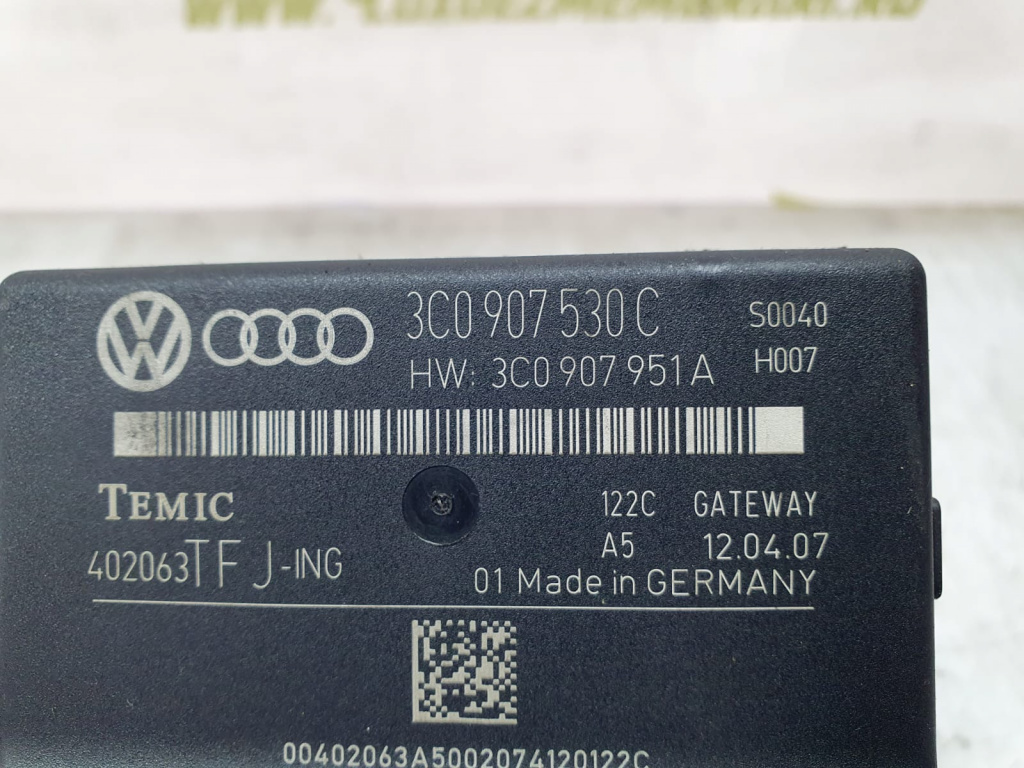 3C0 907 530 C S0040
HW: 3C0 907 951 A H007
TEMIC 122C GATEWAY
A5 12.04.07
402063TF J-ING
01 Made in GERMANY
00402063A5002074120122C